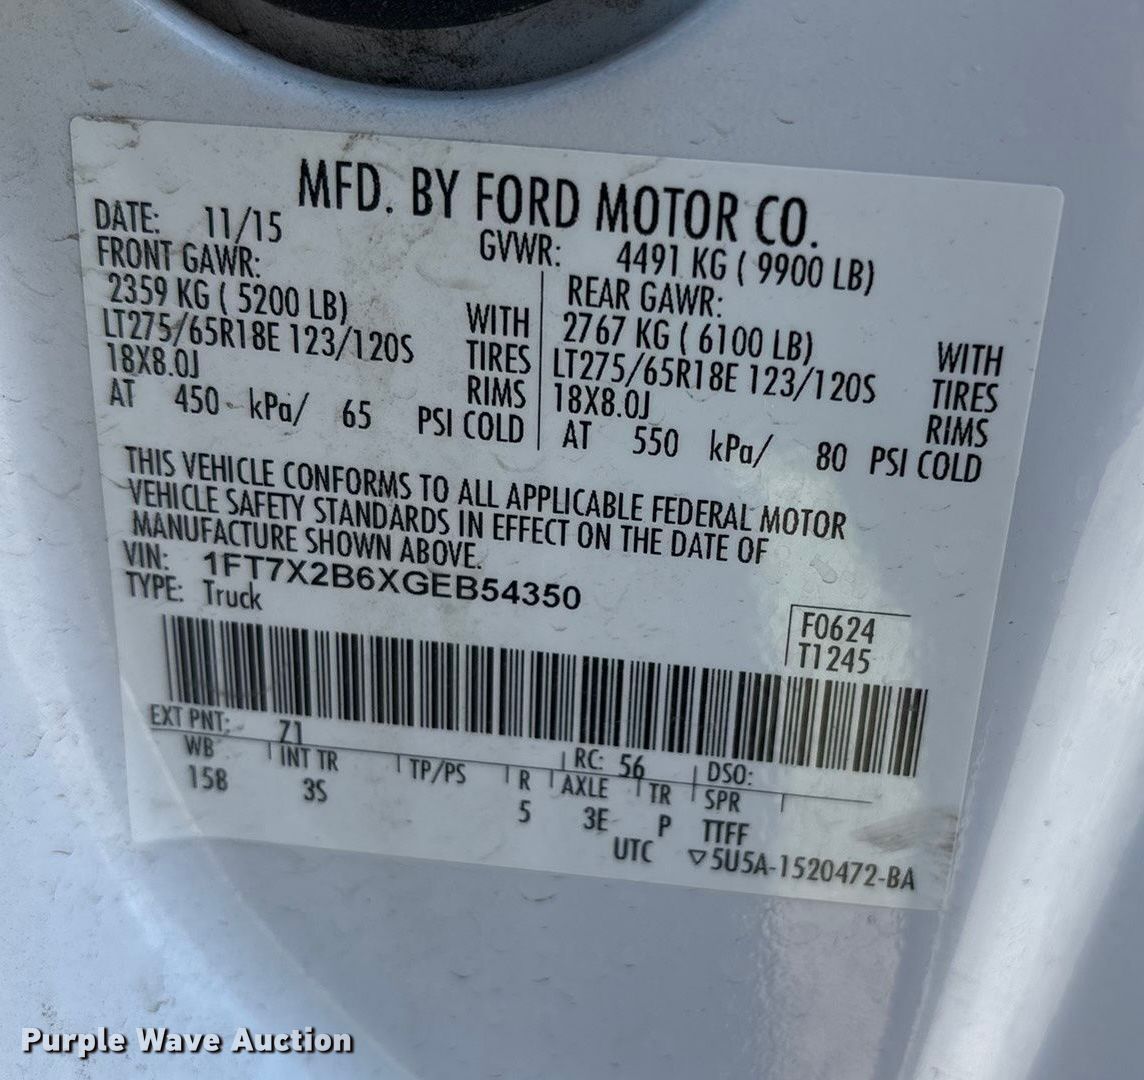 MFD. BY FORD MOTOR CO.
DATE: 11/15
GVWR: 4491 KG ( 9900 LB)
FRONT GAWR:
2359 KG ( 5200 LB) WITH
LT275/65R18E 123/120S TIRES
18X8.0J RIMS
AT 450 kPa/ 65 PSI COLD
REAR GAWR:
2767 KG ( 6100 LB) WITH
LT275/65R18E 123/120S TIRES
18X8.0J RIMS
AT 550 kPa/ 80 PSI COLD
THIS VEHICLE CONFORMS TO ALL APPLICABLE FEDERAL MOTOR
VEHICLE SAFETY STANDARDS IN EFFECT ON THE DATE OF
MANUFACTURE SHOWN ABOVE.
VIN: 1FT7X2B6XGEB54350
TYPE: Truck
F0624
T1245
EXT PNT: Z1 RC: 56 DSO:
WB INT TR TP/PS R AXLE TR SPR
158 3S 5 3E P TTFF
UTC ▽5U5A-1520472-BA
Purple Wave Auction